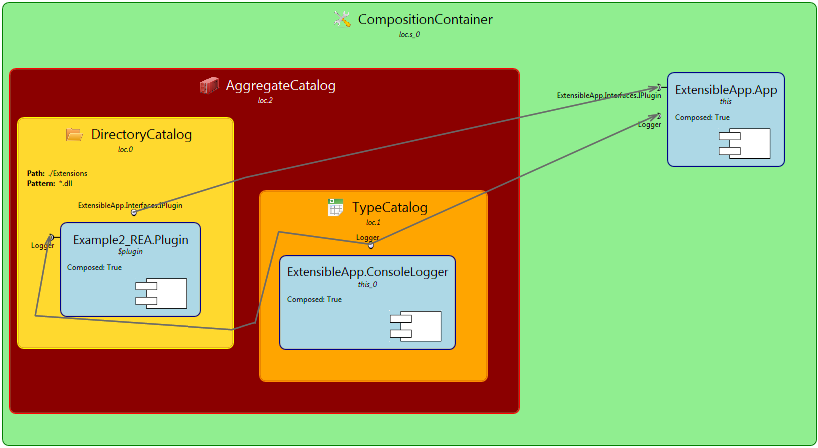 CompositionContainer
loc.s_0
AggregateCatalog
loc.2
ExtensibleApp.Interfaces.IPlugin
Logger
ExtensibleApp.App
this
Composed: True
DirectoryCatalog
loc.0
Path: ./Extensions
Pattern: *.dll
ExtensibleApp.Interfaces.IPlugin
Logger
Example2_REA.Plugin
$plugin
Composed: True
TypeCatalog
loc.1
Logger
ExtensibleApp.ConsoleLogger
this_0
Composed: True